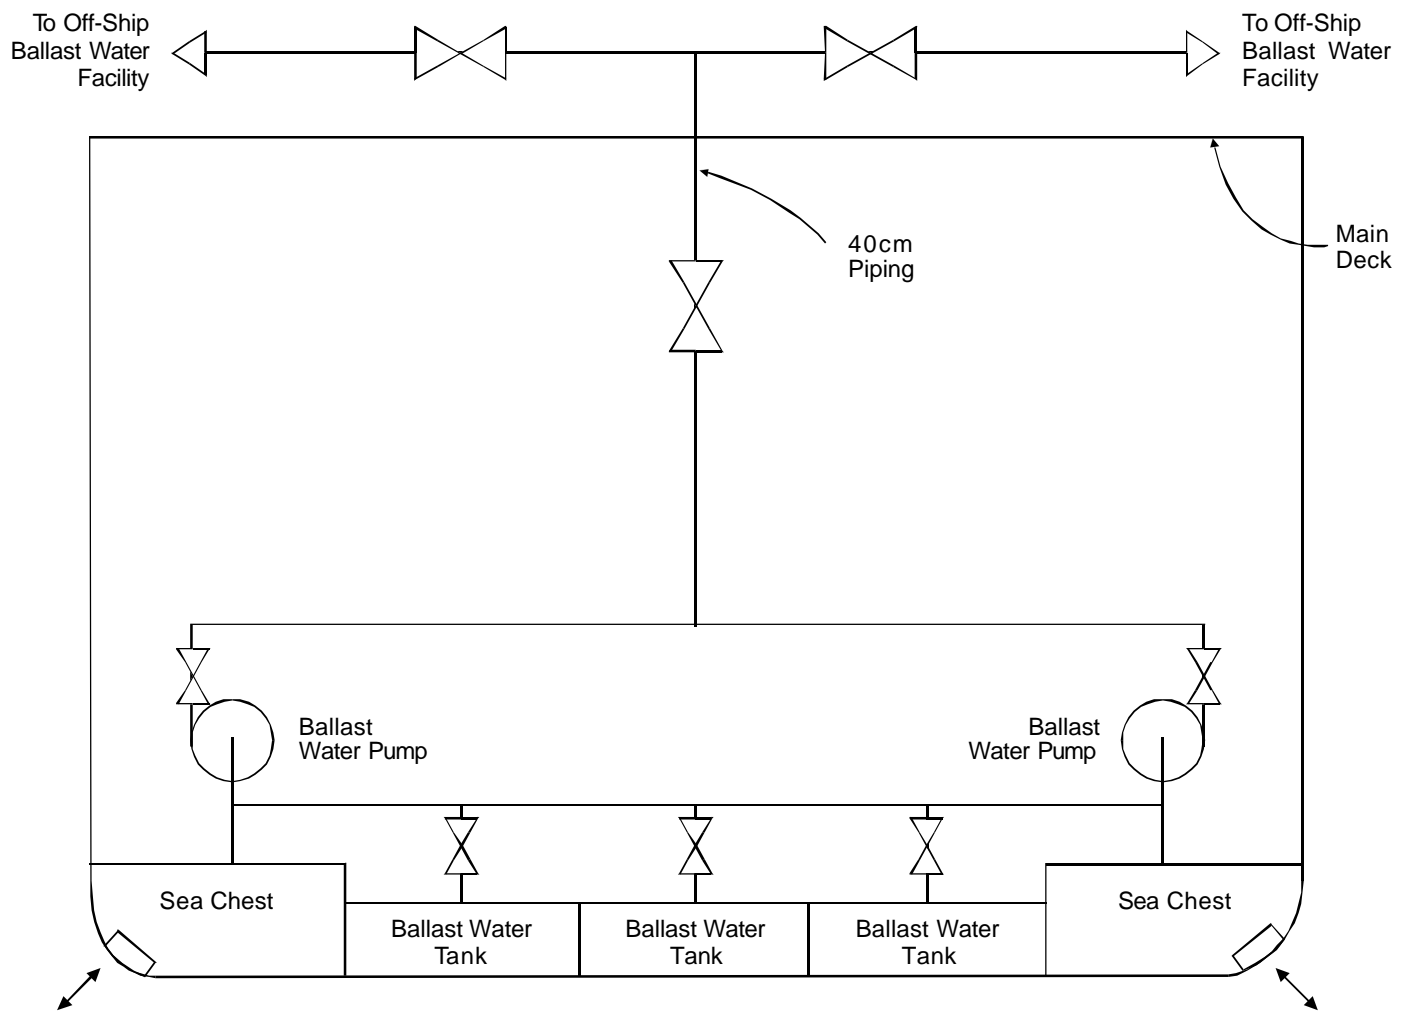 To Off-Ship
Ballast Water
Facility
To Off-Ship
Ballast Water
Facility
40cm
Piping
Main
Deck
Ballast
Water Pump
Ballast
Water Pump
Sea Chest
Sea Chest
Ballast Water
Tank
Ballast Water
Tank
Ballast Water
Tank